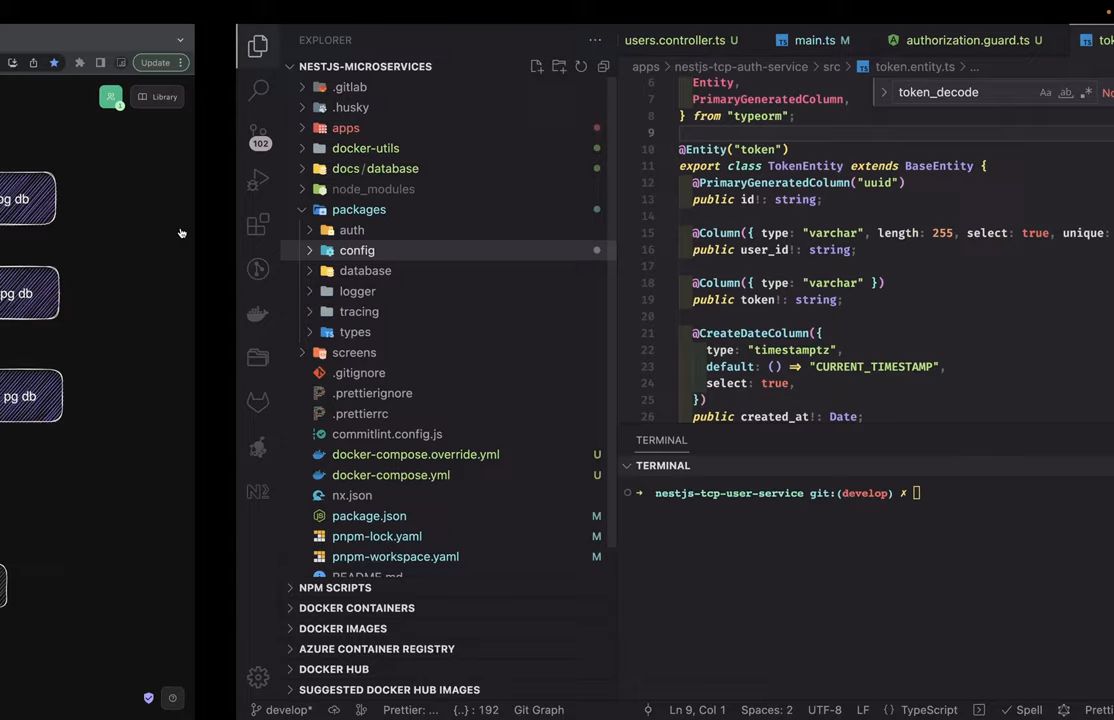 Update
Library
pg db
pg db
pg db
EXPLORER
NESTJS-MICROSERVICES
.gitlab
.husky
apps
docker-utils
docs / database
node_modules
packages
auth
config
database
logger
tracing
types
screens
.gitignore
.prettierignore
.prettierrc
commitlint.config.js
docker-compose.override.yml U
docker-compose.yml U
nx.json
package.json M
pnpm-lock.yaml M
pnpm-workspace.yaml M
README.md
NPM SCRIPTS
DOCKER CONTAINERS
DOCKER IMAGES
AZURE CONTAINER REGISTRY
DOCKER HUB
SUGGESTED DOCKER HUB IMAGES
102
users.controller.ts U
main.ts M
authorization.guard.ts U
apps > nestjs-tcp-auth-service > src > token.entity.ts > ...
token_decode
6 Entity,
7 PrimaryGeneratedColumn,
8 } from "typeorm";
9
10 @Entity("token")
11 export class TokenEntity extends BaseEntity {
12 @PrimaryGeneratedColumn("uuid")
13 public id!: string;
14
15 @Column({ type: "varchar", length: 255, select: true, unique:
16 public user_id!: string;
17
18 @Column({ type: "varchar" })
19 public token!: string;
20
21 @CreateDateColumn({
22 type: "timestamptz",
23 default: () => "CURRENT_TIMESTAMP",
24 select: true,
25 })
26 public created_at!: Date;
TERMINAL
TERMINAL
nestjs-tcp-user-service git:(develop) ✗
develop* Prettier: ... {..} : 192 Git Graph Ln 9, Col 1 Spaces: 2 UTF-8 LF TypeScript Spell